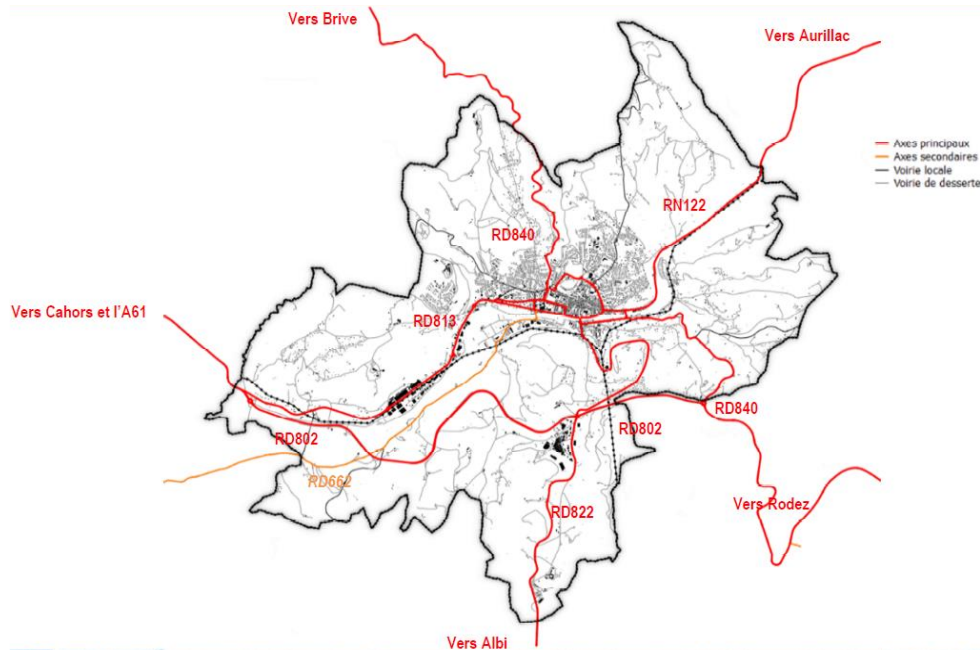 Vers Brive
Vers Aurillac
Axes principaux
Axes secondaires
Voirie locale
Voirie de desserte
RN122
RD840
Vers Cahors et l'A61
RD813
RD840
RD802
RD802
RD662
Vers Rodez
RD822
Vers Albi